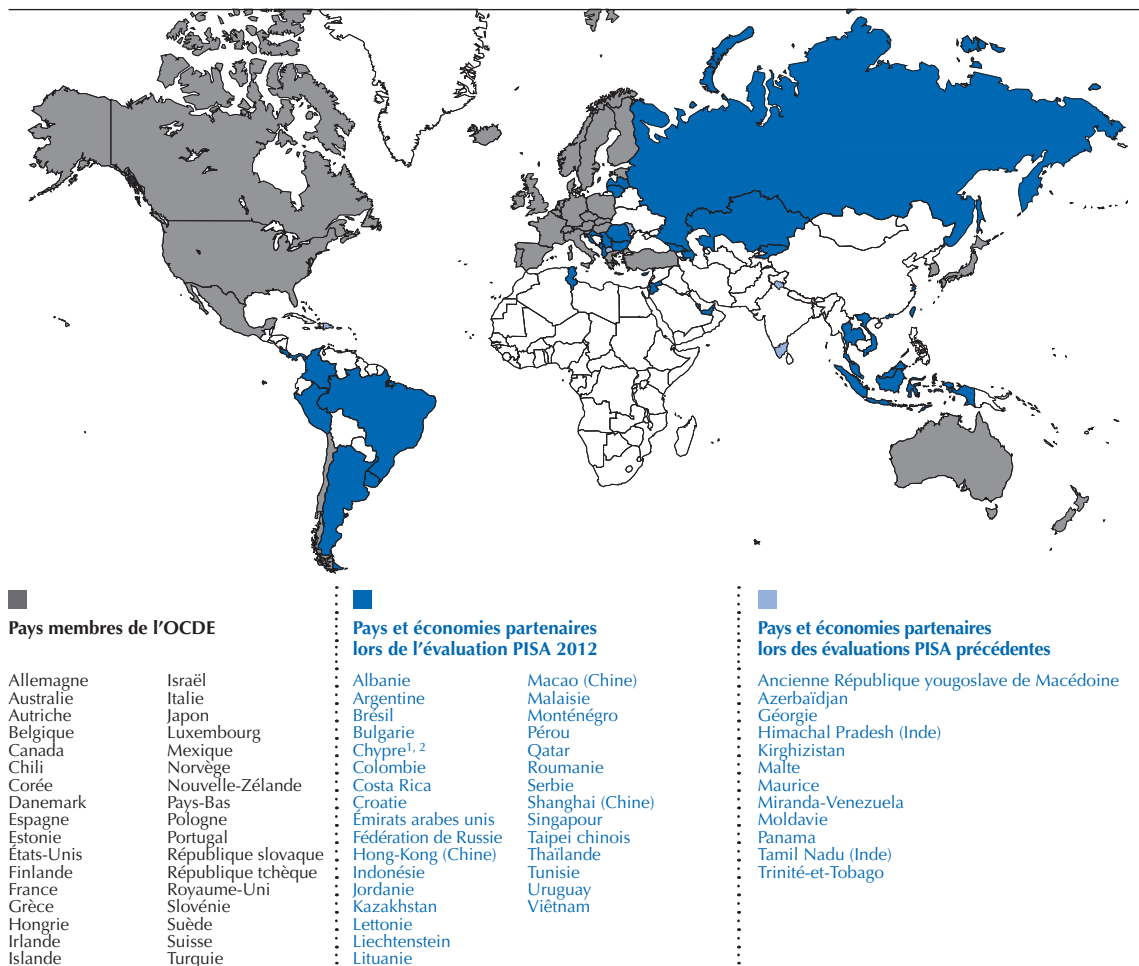 Pays membres de l'OCDE
Allemagne
Australie
Autriche
Belgique
Canada
Chili
Corée
Danemark
Espagne
Estonie
États-Unis
Finlande
France
Grèce
Hongrie
Irlande
Islande
Israël
Italie
Japon
Luxembourg
Mexique
Norvège
Nouvelle-Zélande
Pays-Bas
Pologne
Portugal
République slovaque
République tchèque
Royaume-Uni
Slovénie
Suède
Suisse
Turquie
Pays et économies partenaires
lors de l'évaluation PISA 2012
Albanie
Argentine
Brésil
Bulgarie
Chypre1, 2
Colombie
Costa Rica
Croatie
Émirats arabes unis
Fédération de Russie
Hong-Kong (Chine)
Indonésie
Jordanie
Kazakhstan
Lettonie
Liechtenstein
Lituanie
Macao (Chine)
Malaisie
Monténégro
Pérou
Qatar
Roumanie
Serbie
Shanghai (Chine)
Singapour
Taipei chinois
Thaïlande
Tunisie
Uruguay
Viêtnam
Pays et économies partenaires
lors des évaluations PISA précédentes
Ancienne République yougoslave de Macédoine
Azerbaïdjan
Géorgie
Himachal Pradesh (Inde)
Kirghizistan
Malte
Maurice
Miranda-Venezuela
Moldavie
Panama
Tamil Nadu (Inde)
Trinité-et-Tobago